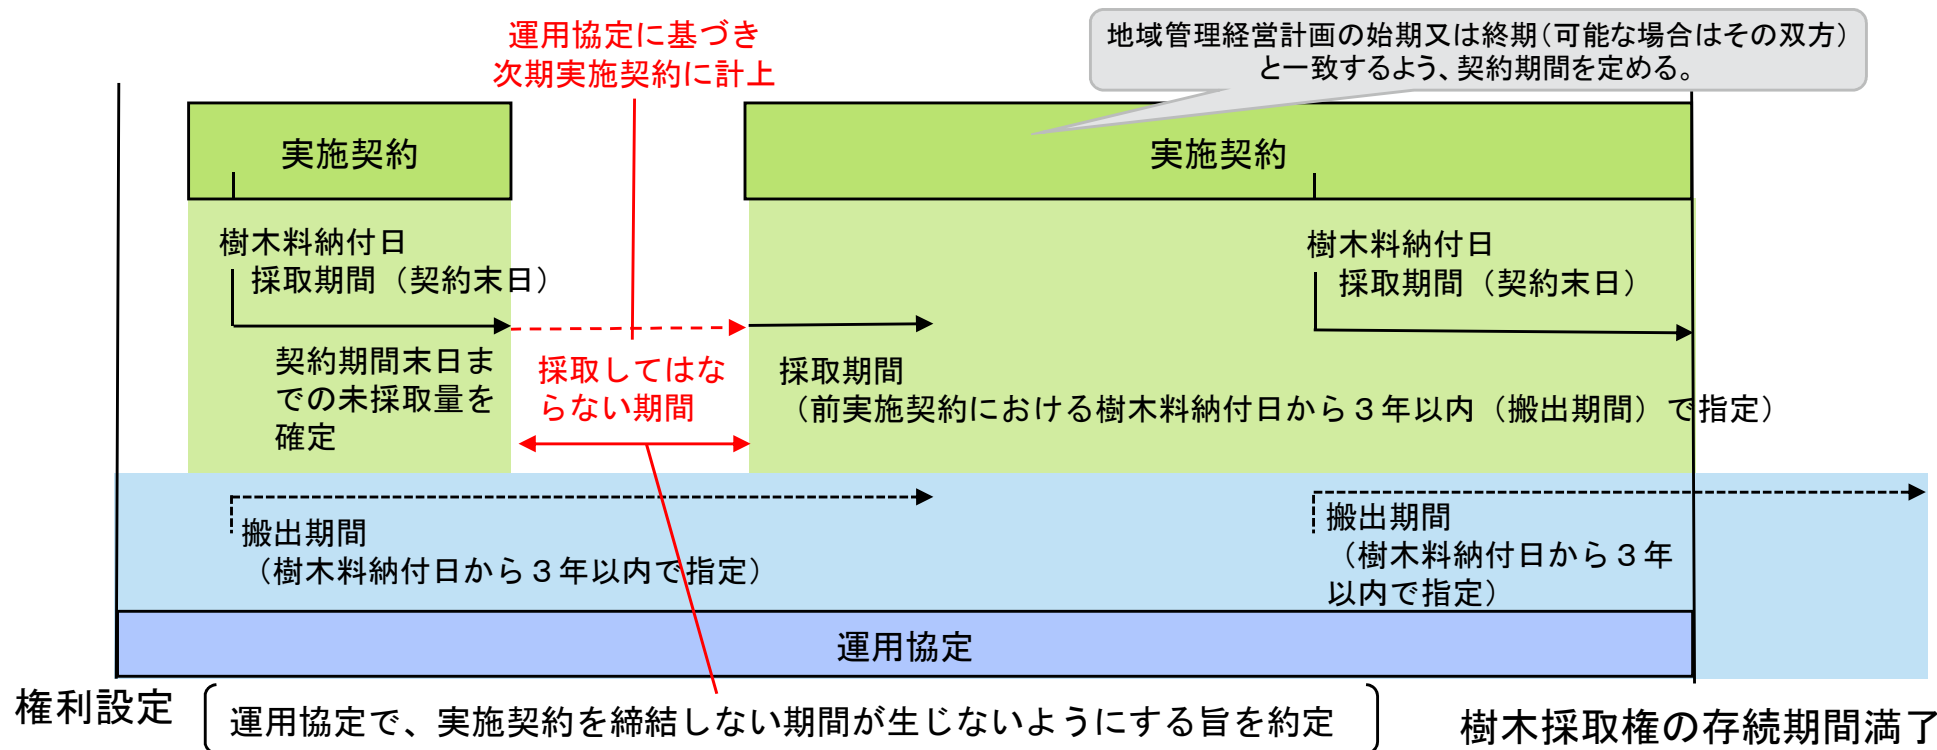 運用協定に基づき
次期実施契約に計上
地域管理経営計画の始期又は終期（可能な場合はその双方）
と一致するよう、契約期間を定める。
実施契約
実施契約
樹木料納付日
採取期間（契約末日）
樹木料納付日
採取期間（契約末日）
契約期間末日ま
での未採取量を
確定
採取してはな
らない期間
採取期間
（前実施契約における樹木料納付日から３年以内（搬出期間）で指定）
搬出期間
（樹木料納付日から３年以内で指定）
搬出期間
（樹木料納付日から３年
以内で指定）
運用協定
権利設定
運用協定で、実施契約を締結しない期間が生じないようにする旨を約定
樹木採取権の存続期間満了